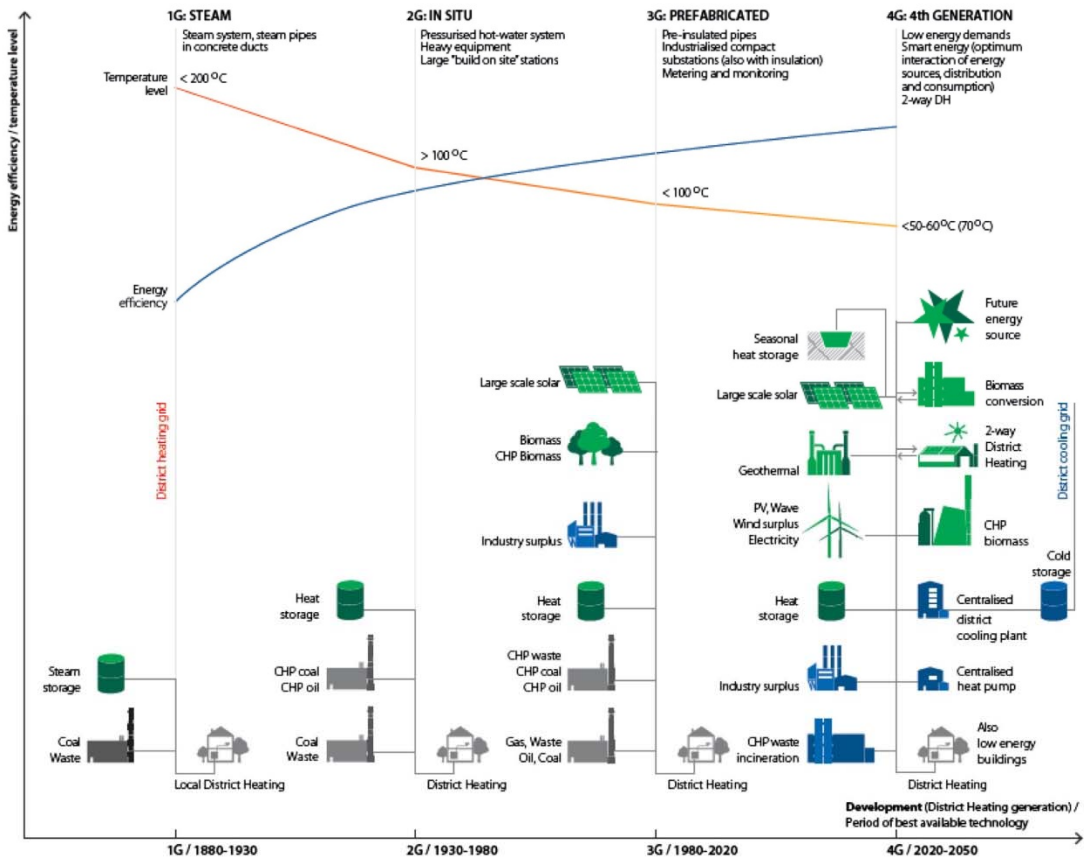 1G: STEAM
Steam system, steam pipes
in concrete ducts
2G: IN SITU
Pressurised hot-water system
Heavy equipment
Large "build on site" stations
3G: PREFABRICATED
Pre-insulated pipes
Industrialised compact
substations (also with insulation)
Metering and monitoring
4G: 4th GENERATION
Low energy demands
Smart energy (optimum
interaction of energy
sources, distribution
and consumption)
2-way DH
Energy efficiency / temperature level
Temperature
level
< 200 °C
> 100 °C
< 100 °C
<50-60°C (70°C)
Energy
efficiency
District heating grid
Steam
storage
Coal
Waste
Local District Heating
Heat
storage
CHP coal
CHP oil
Coal
Waste
District Heating
Large scale solar
Biomass
CHP Biomass
Industry surplus
Heat
storage
CHP waste
CHP coal
CHP oil
Gas, Waste
Oil, Coal
District Heating
Seasonal
heat storage
Large scale solar
Geothermal
PV, Wave
Wind surplus
Electricity
Heat
storage
Industry surplus
CHP waste
incineration
Future
energy
source
Biomass
conversion
2-way
District
Heating
CHP
biomass
Centralised
district
cooling plant
Centralised
heat pump
Also
low energy
buildings
District Heating
District cooling grid
Cold
storage
Development (District Heating generation) /
Period of best available technology
1G / 1880-1930
2G / 1930-1980
3G / 1980-2020
4G / 2020-2050